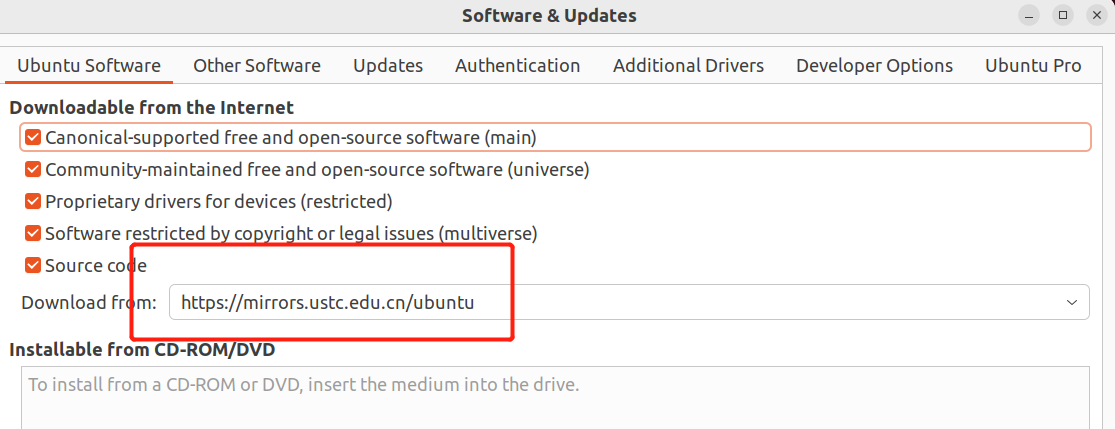 Software & Updates
Ubuntu Software Other Software Updates Authentication Additional Drivers Developer Options Ubuntu Pro
Downloadable from the Internet
Canonical-supported free and open-source software (main)
Community-maintained free and open-source software (universe)
Proprietary drivers for devices (restricted)
Software restricted by copyright or legal issues (multiverse)
Source code
Download from: https://mirrors.ustc.edu.cn/ubuntu
Installable from CD-ROM/DVD
To install from a CD-ROM or DVD, insert the medium into the drive.